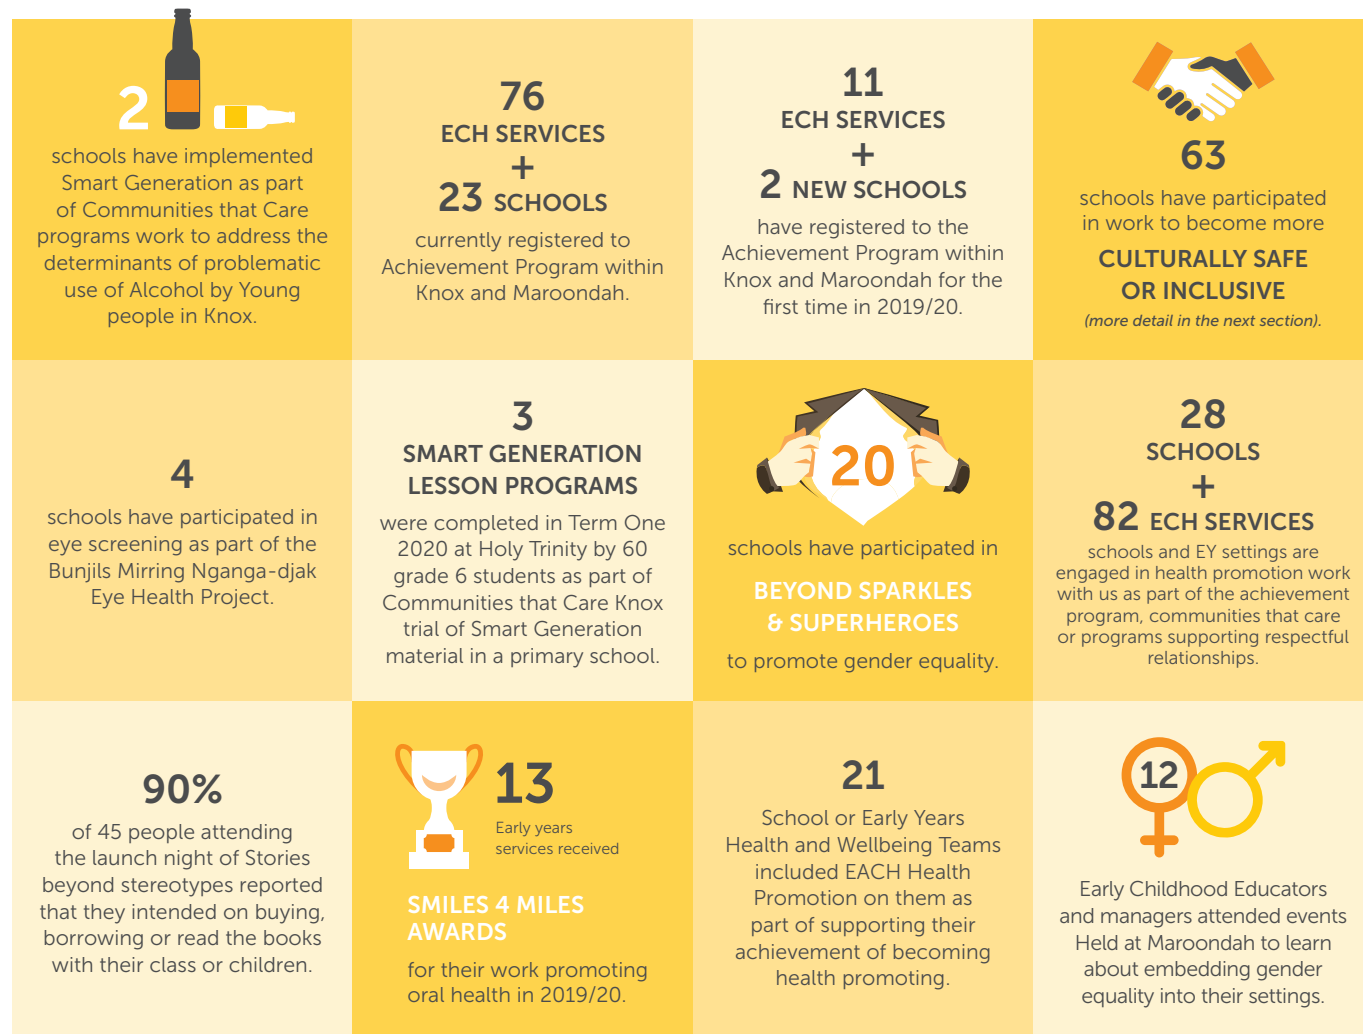 2
schools have implemented
Smart Generation as part
of Communities that Care
programs work to address the
determinants of problematic
use of Alcohol by Young
people in Knox.
76
ECH SERVICES
+
23 SCHOOLS
currently registered to
Achievement Program within
Knox and Maroondah.
11
ECH SERVICES
+
2 NEW SCHOOLS
have registered to the
Achievement Program within
Knox and Maroondah for the
first time in 2019/20.
63
schools have participated
in work to become more
CULTURALLY SAFE
OR INCLUSIVE
(more detail in the next section).
4
schools have participated in
eye screening as part of the
Bunjils Mirring Nganga-djak
Eye Health Project.
3
SMART GENERATION
LESSON PROGRAMS
were completed in Term One
2020 at Holy Trinity by 60
grade 6 students as part of
Communities that Care Knox
trial of Smart Generation
material in a primary school.
20
schools have participated in
BEYOND SPARKLES
& SUPERHEROES
to promote gender equality.
28
SCHOOLS
+
82 ECH SERVICES
schools and EY settings are
engaged in health promotion work
with us as part of the achievement
program, communities that care
or programs supporting respectful
relationships.
90%
of 45 people attending
the launch night of Stories
beyond stereotypes reported
that they intended on buying,
borrowing or read the books
with their class or children.
13
Early years
services received
SMILES 4 MILES
AWARDS
for their work promoting
oral health in 2019/20.
21
School or Early Years
Health and Wellbeing Teams
included EACH Health
Promotion on them as
part of supporting their
achievement of becoming
health promoting.
12
Early Childhood Educators
and managers attended events
Held at Maroondah to learn
about embedding gender
equality into their settings.